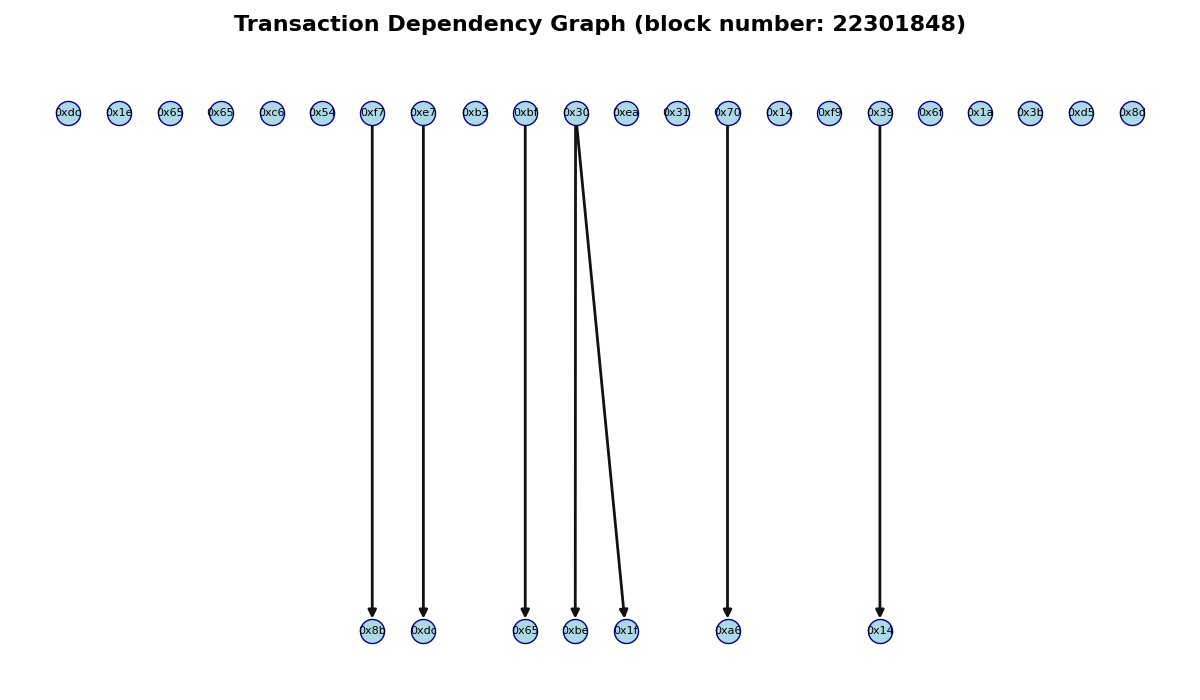 Transaction Dependency Graph (block number: 22301848)
0xdc 0x1e 0x65 0x65 0xc6 0x54 0xf7 0xe7 0xb3 0xbf 0x30 0xea 0x31 0x70 0x14 0xf9 0x39 0x6f 0x1a 0x3b 0xd5 0x8d
0x8b 0xdc 0x65 0xbe 0x1f 0xa6 0x14